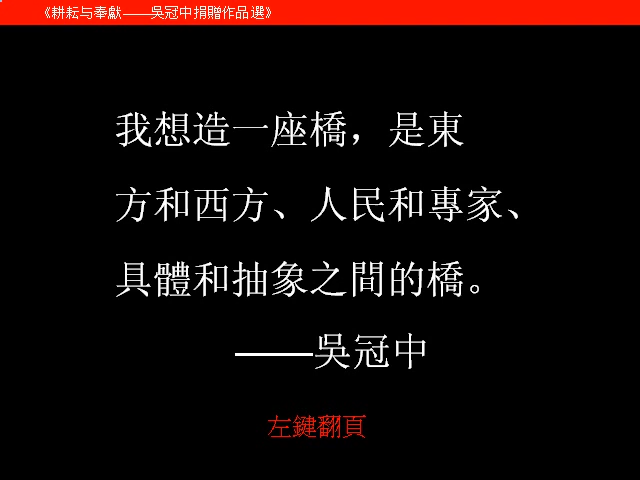 《耕耘与奉獻——吳冠中捐贈作品選》
我想造一座橋，是東
方和西方、人民和專家、
具體和抽象之間的橋。
——吳冠中
左鍵翻頁